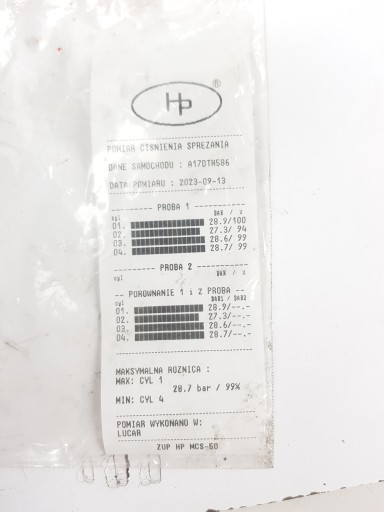 Hp ®
POMIAR CISNIENIA SPREZANIA
DANE SAMOCHODU : A17DTH586
DATA POMIARU : 2023-09-13
PROBA 1
cyl BAR / %
01. 28.9/100
02. 27.3/ 94
03. 28.6/ 99
04. 28.7/ 99
PROBA 2
cyl BAR / %
-- POROWNANIE 1 i 2 PROBA --
cyl BAR1 / BAR2
01. 28.9/--.-
02. 27.3/--.-
03. 28.6/--.-
04. 28.7/--.-
MAKSYMALNA ROZNICA :
MAX: CYL 1
28.7 bar / 99%
MIN: CYL 4
POMIAR WYKONANO W:
LUCAR
ZUP HP MCS-60